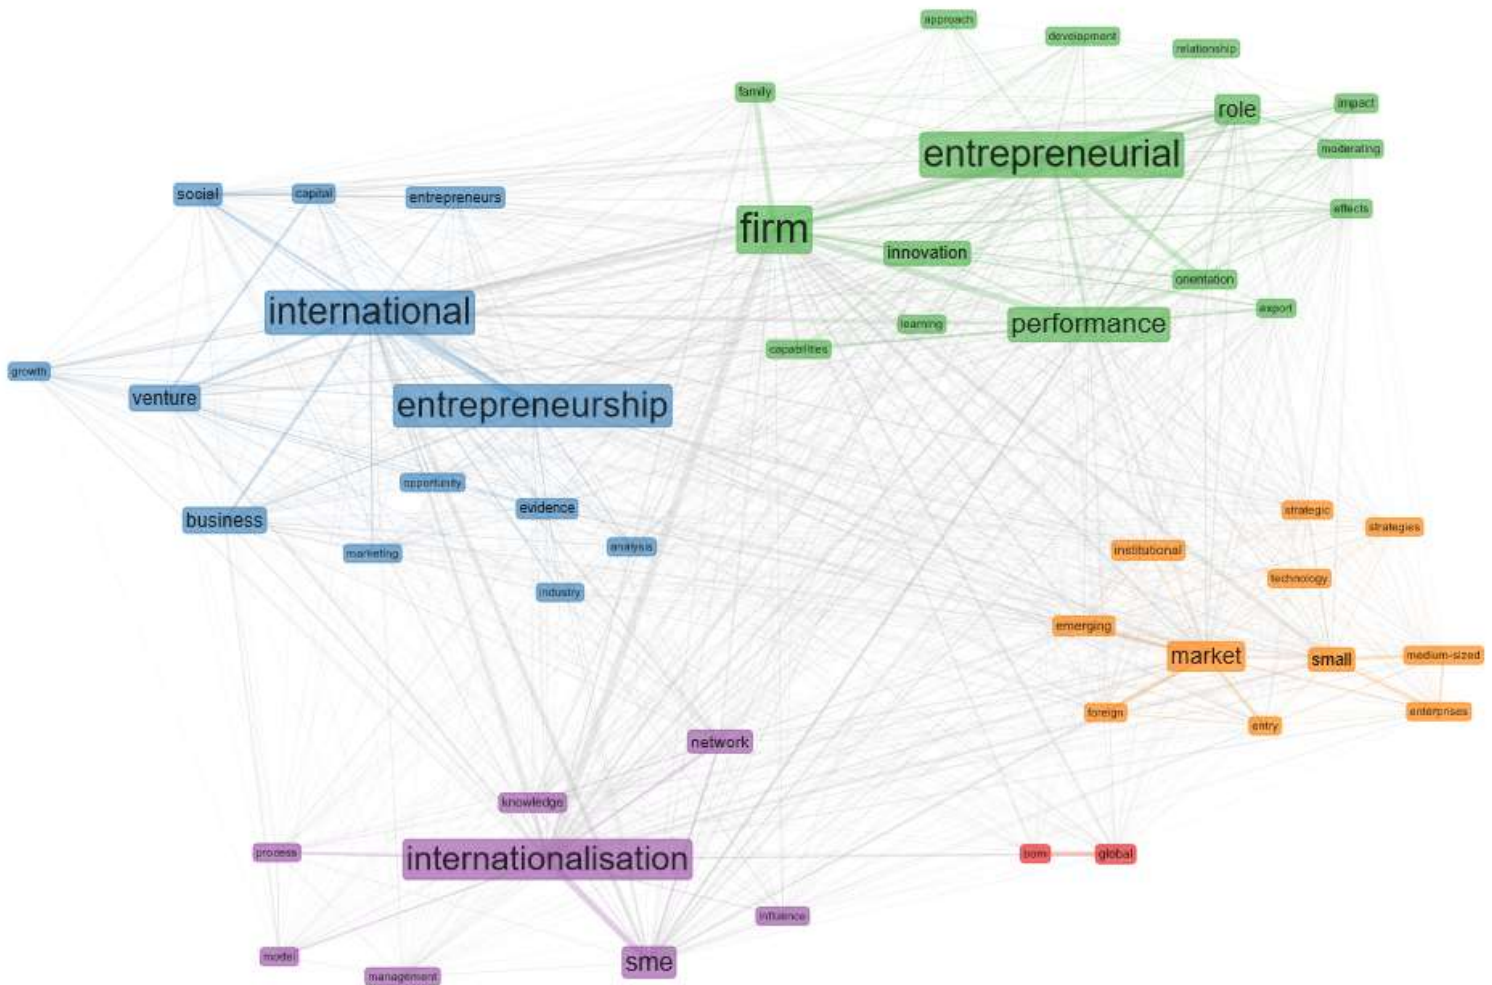 approach
development
relationship
family
role
impact
entrepreneurial
moderating
social
capital
entrepreneurs
effects
firm
innovation
orientation
international
export
learning
performance
capabilities
growth
venture
entrepreneurship
opportunity
evidence
business
marketing
analysis
industry
strategic
strategies
institutional
technology
emerging
market
small
medium-sized
foreign
entry
enterprises
network
knowledge
process
internationalisation
born
global
influence
model
sme
management